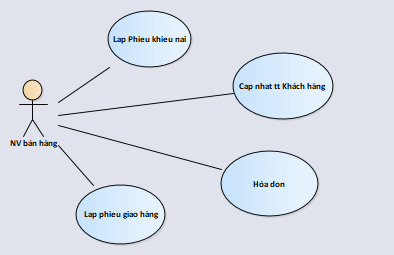 Lap Phieu khieu nai
Cap nhat tt Khách hàng
NV bán hàng
Hóa don
Lap phieu giao hàng